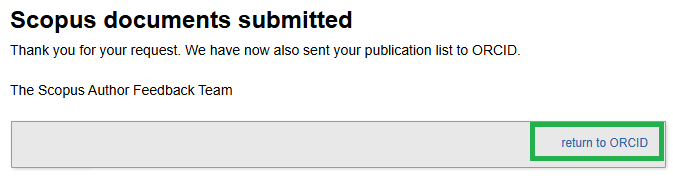 Scopus documents submitted
Thank you for your request. We have now also sent your publication list to ORCID.
The Scopus Author Feedback Team
return to ORCID